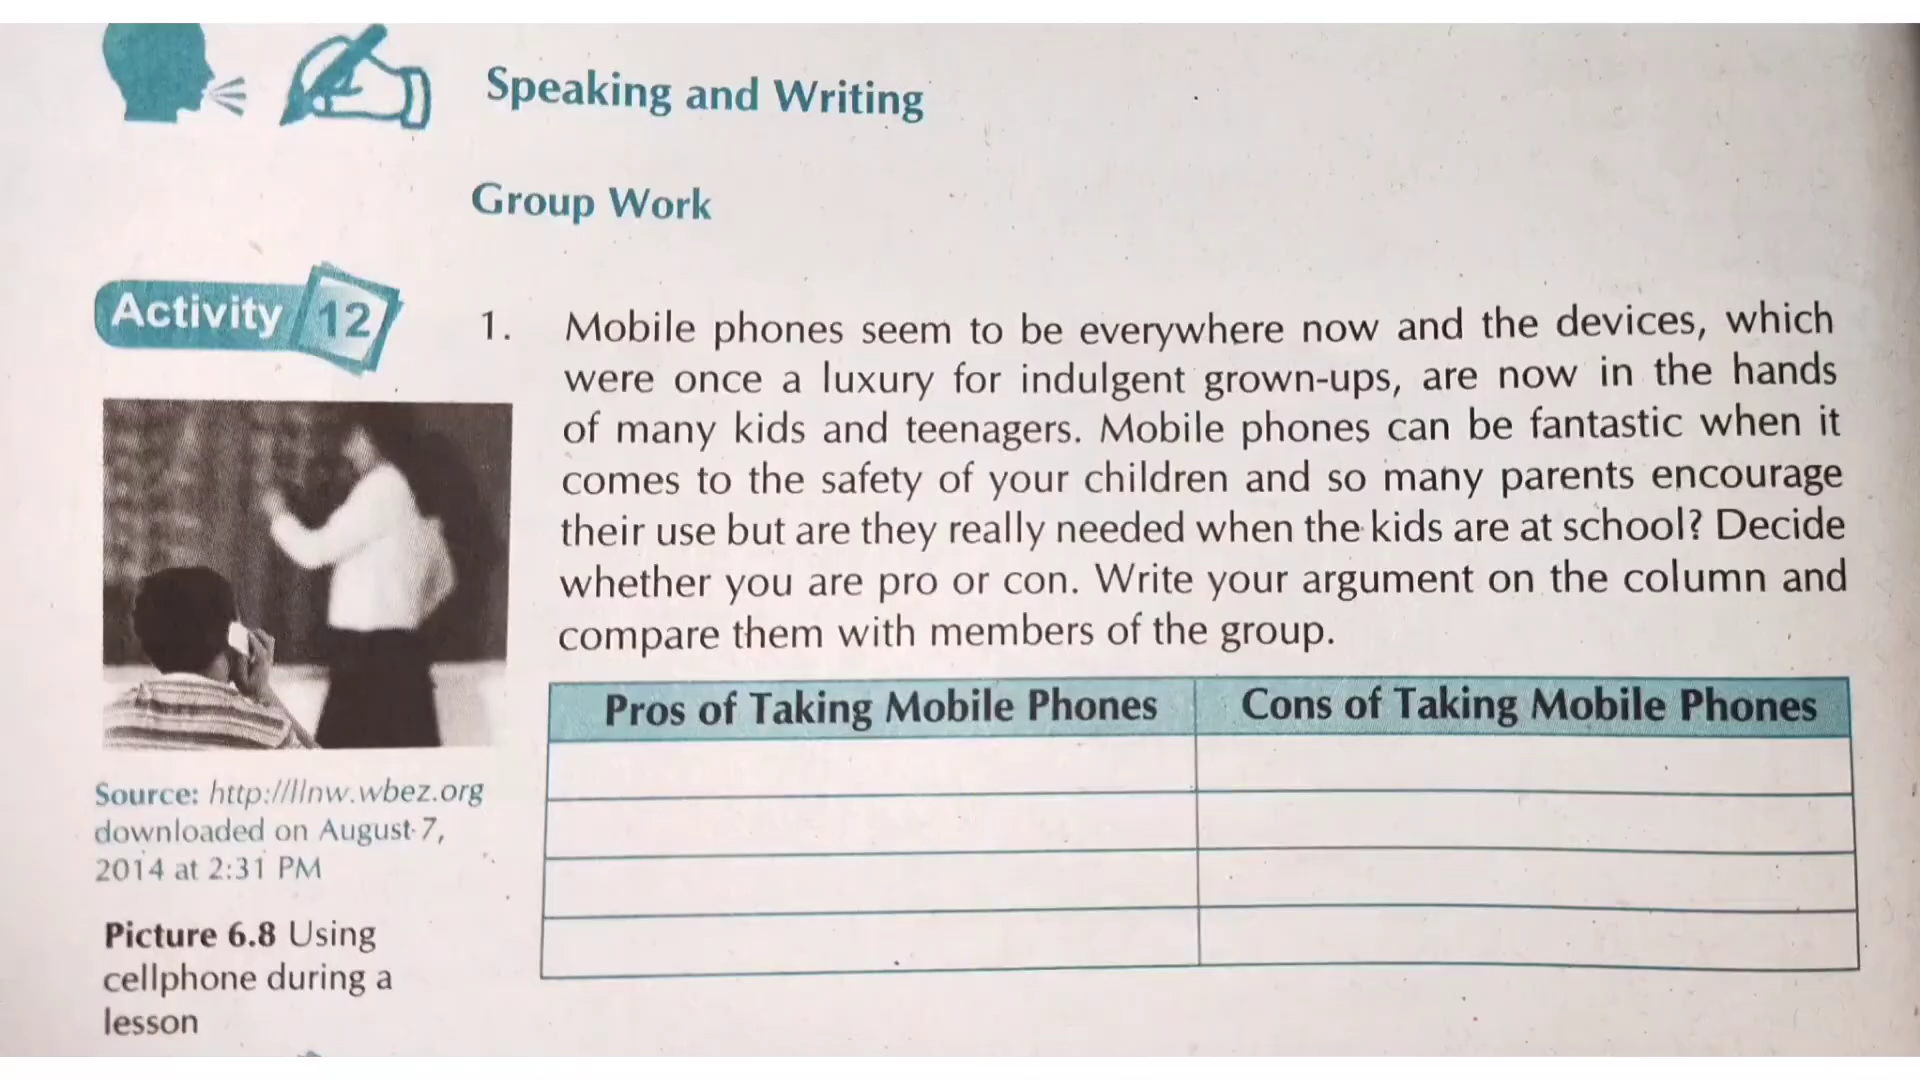 Speaking and Writing
Group Work
Activity 12
1. Mobile phones seem to be everywhere now and the devices, which
were once a luxury for indulgent grown-ups, are now in the hands
of many kids and teenagers. Mobile phones can be fantastic when it
comes to the safety of your children and so many parents encourage
their use but are they really needed when the kids are at school? Decide
whether you are pro or con. Write your argument on the column and
compare them with members of the group.
Pros of Taking Mobile Phones
Cons of Taking Mobile Phones
Source: http://llnw.wbez.org
downloaded on August 7,
2014 at 2:31 PM
Picture 6.8 Using
cellphone during a
lesson